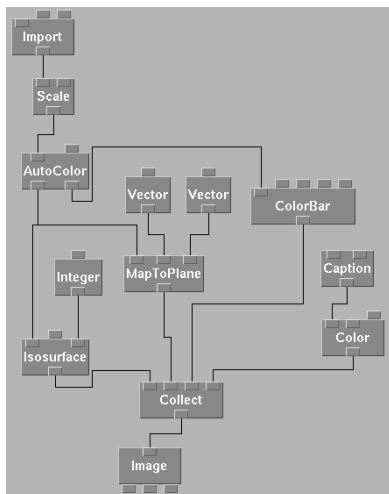 Import
Scale
AutoColor
Vector
Vector
ColorBar
Integer
MapToPlane
Caption
Isosurface
Color
Collect
Image